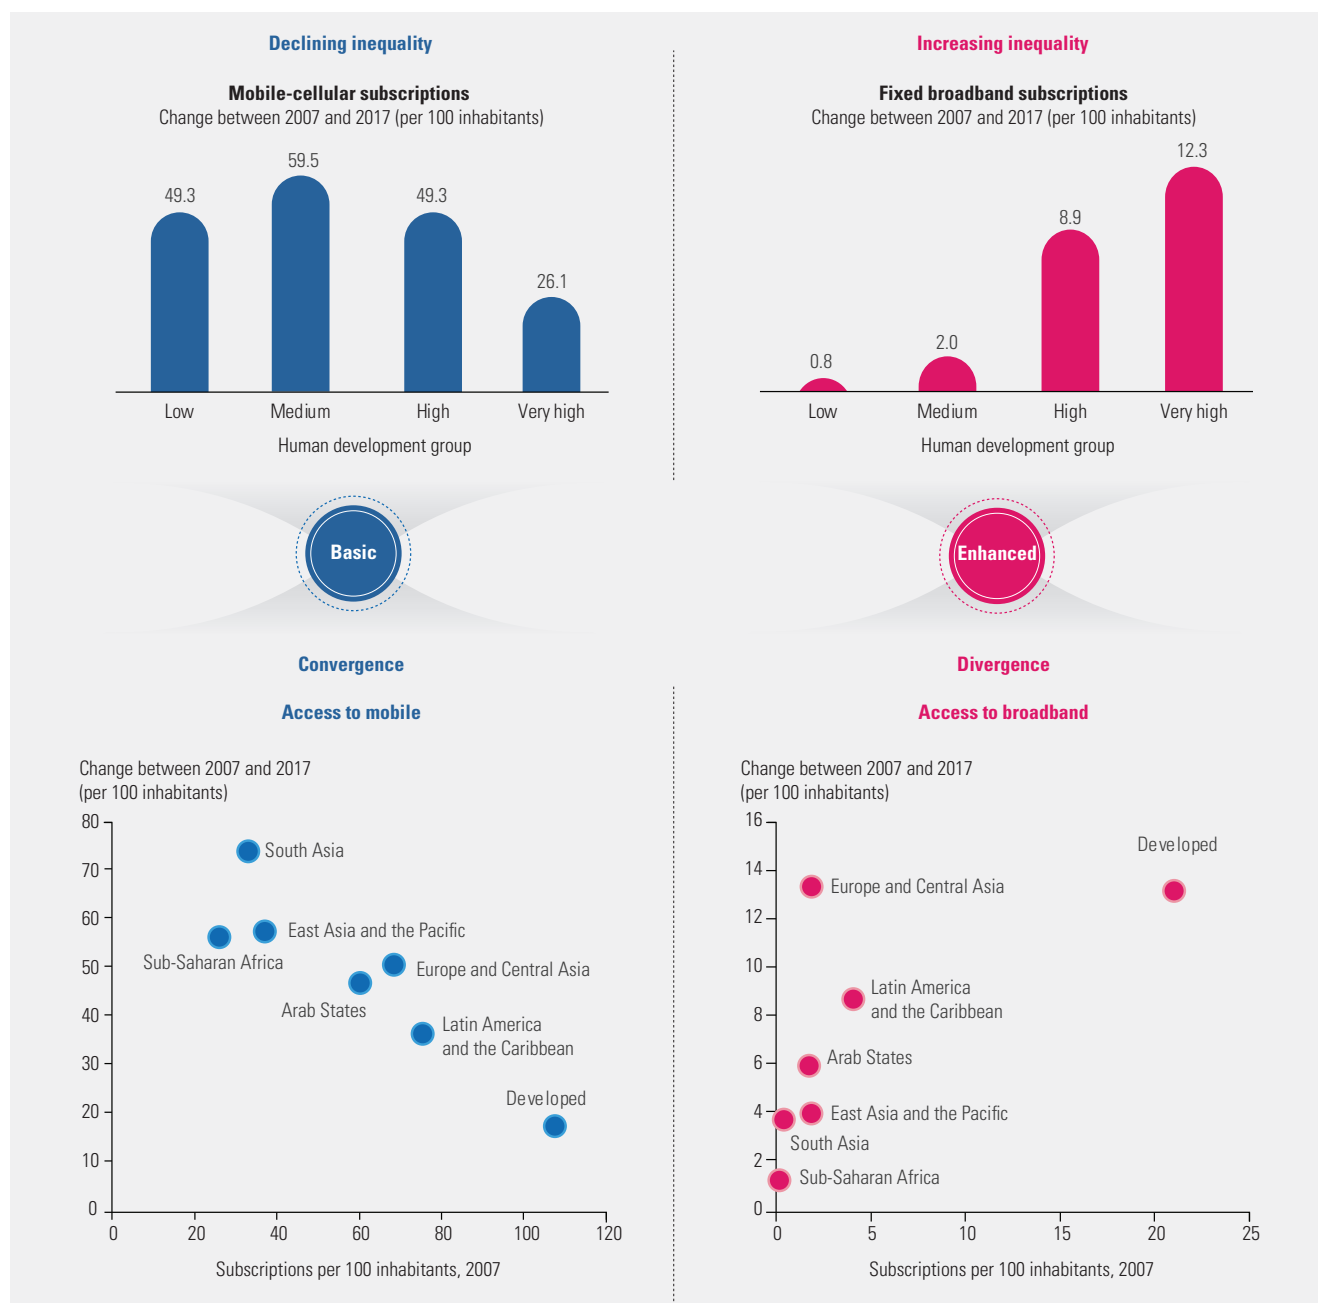 Declining inequality
Mobile-cellular subscriptions
Change between 2007 and 2017 (per 100 inhabitants)
59.5
49.3
49.3
26.1
Low
Medium
High
Very high
Human development group
Increasing inequality
Fixed broadband subscriptions
Change between 2007 and 2017 (per 100 inhabitants)
12.3
8.9
2.0
0.8
Low
Medium
High
Very high
Human development group
Basic
Enhanced
Convergence
Access to mobile
Change between 2007 and 2017
(per 100 inhabitants)
80
70
60
50
40
30
20
10
0
South Asia
East Asia and the Pacific
Sub-Saharan Africa
Europe and Central Asia
Arab States
Latin America
and the Caribbean
Developed
0
20
40
60
80
100
120
Subscriptions per 100 inhabitants, 2007
Divergence
Access to broadband
Change between 2007 and 2017
(per 100 inhabitants)
16
14
12
10
8
6
4
2
0
Developed
Europe and Central Asia
Latin America
and the Caribbean
Arab States
East Asia and the Pacific
South Asia
Sub-Saharan Africa
0
5
10
15
20
25
Subscriptions per 100 inhabitants, 2007